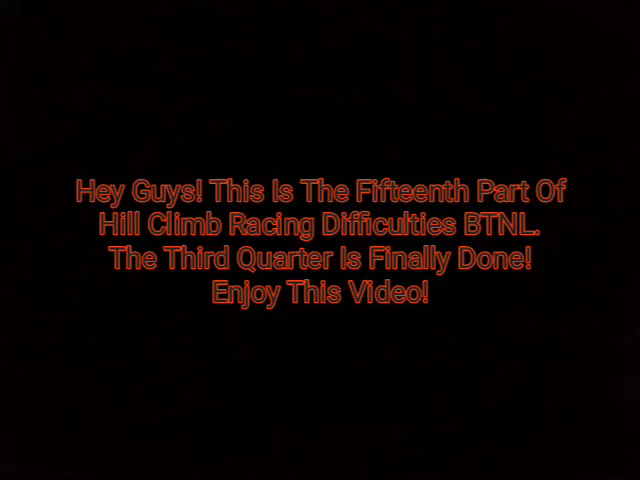 Hey Guys! This Is The Fifteenth Part Of
Hill Climb Racing Difficulties BTNL.
The Third Quarter Is Finally Done!
Enjoy This Video!